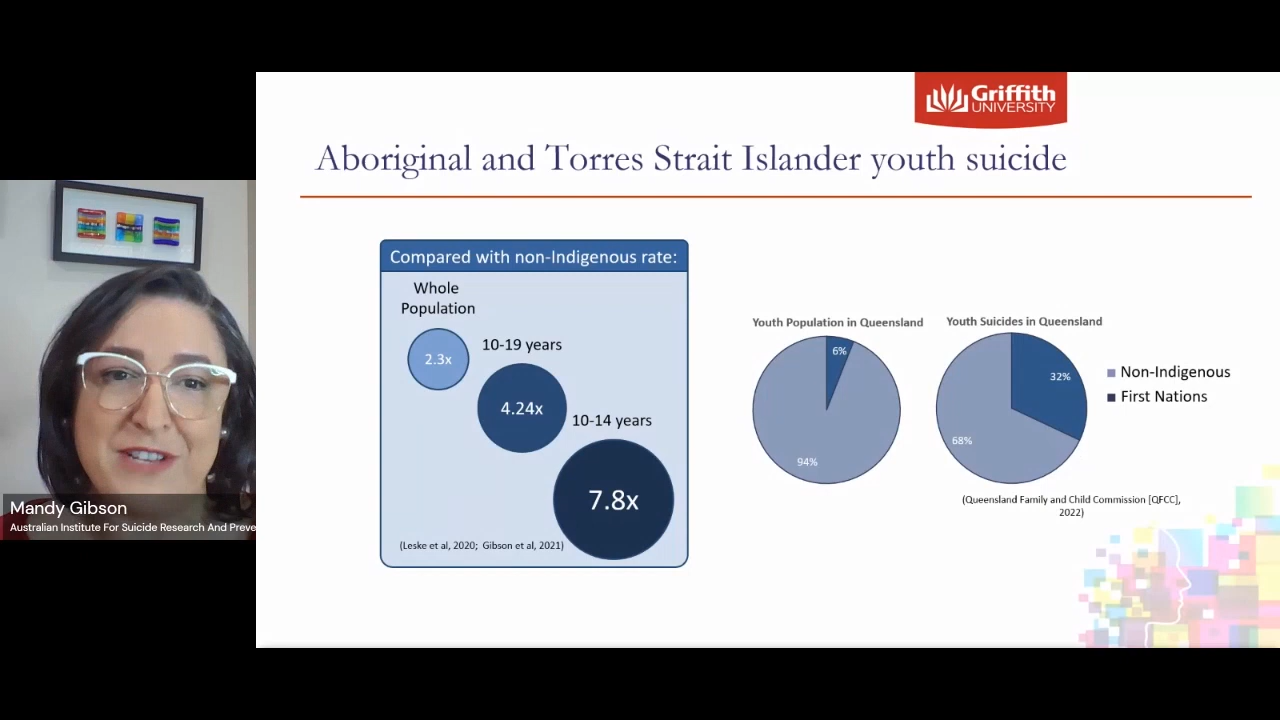 Griffith
UNIVERSITY
Aboriginal and Torres Strait Islander youth suicide
Compared with non-Indigenous rate:
Whole
Population
2.3x
10-19 years
4.24x
10-14 years
7.8x
(Leske et al, 2020; Gibson et al, 2021)
Youth Population in Queensland
6%
94%
Youth Suicides in Queensland
32%
68%
Non-Indigenous
First Nations
(Queensland Family and Child Commission [QFCC],
2022)
Mandy Gibson
Australian Institute For Suicide Research And Preve